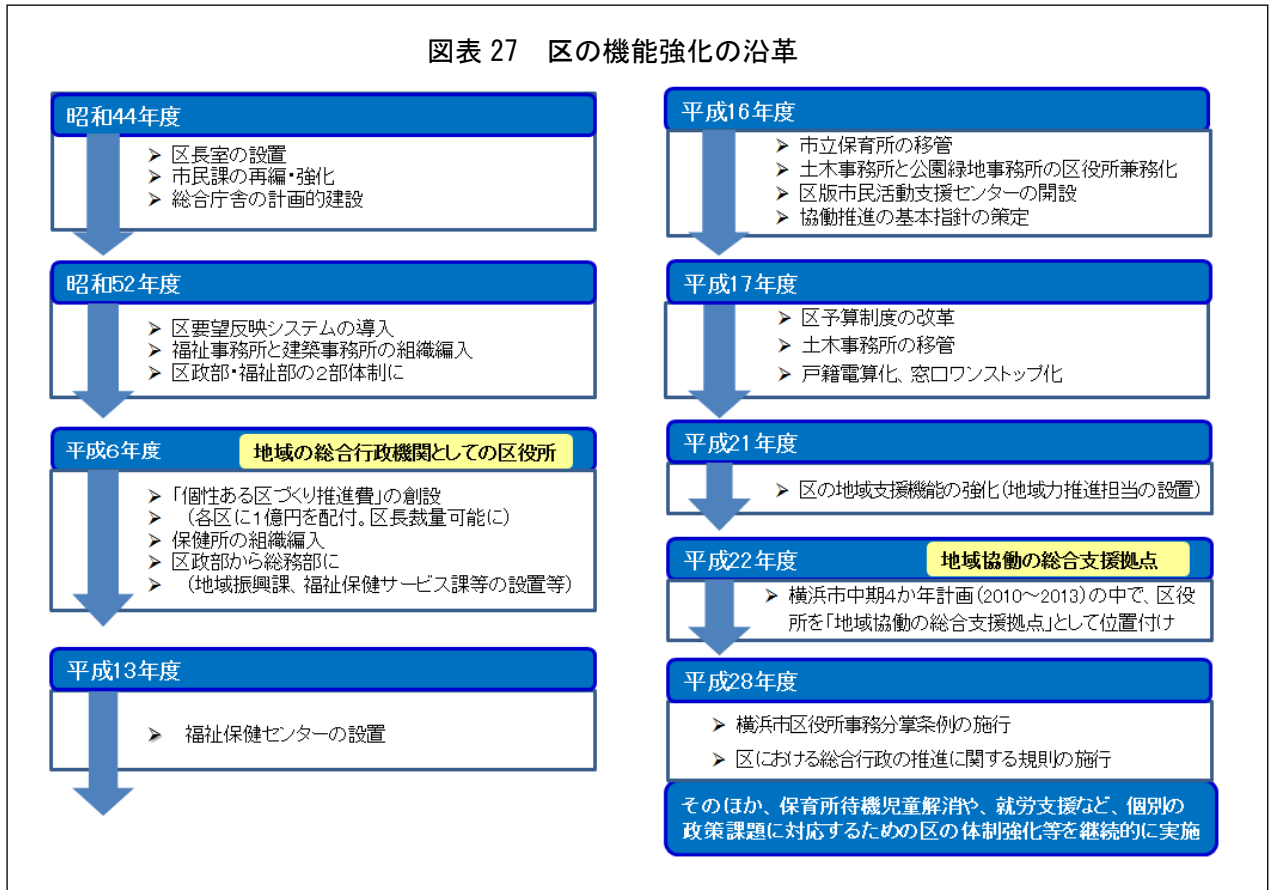 図表 27　区の機能強化の沿革
昭和44年度
➢ 区長室の設置
➢ 市民課の再編・強化
➢ 総合庁舎の計画的建設
昭和52年度
➢ 区要望反映システムの導入
➢ 福祉事務所と建築事務所の組織編入
➢ 区政部・福祉部の2部体制に
平成6年度　地域の総合行政機関としての区役所
➢ 「個性ある区づくり推進費」の創設
➢ （各区に1億円を配付。区長裁量可能に）
➢ 保健所の組織編入
➢ 区政部から総務部に
➢ （地域振興課、福祉保健サービス課等の設置等）
平成13年度
➢ 福祉保健センターの設置
平成16年度
➢ 市立保育所の移管
➢ 土木事務所と公園緑地事務所の区役所兼務化
➢ 区版市民活動支援センターの開設
➢ 協働推進の基本指針の策定
平成17年度
➢ 区予算制度の改革
➢ 土木事務所の移管
➢ 戸籍電算化、窓口ワンストップ化
平成21年度
➢ 区の地域支援機能の強化（地域力推進担当の設置）
平成22年度　地域協働の総合支援拠点
➢ 横浜市中期4か年計画（2010～2013）の中で、区役
所を「地域協働の総合支援拠点」として位置付け
平成28年度
➢ 横浜市区役所事務分掌条例の施行
➢ 区における総合行政の推進に関する規則の施行
そのほか、保育所待機児童解消や、就労支援など、個別の
政策課題に対応するための区の体制強化等を継続的に実施